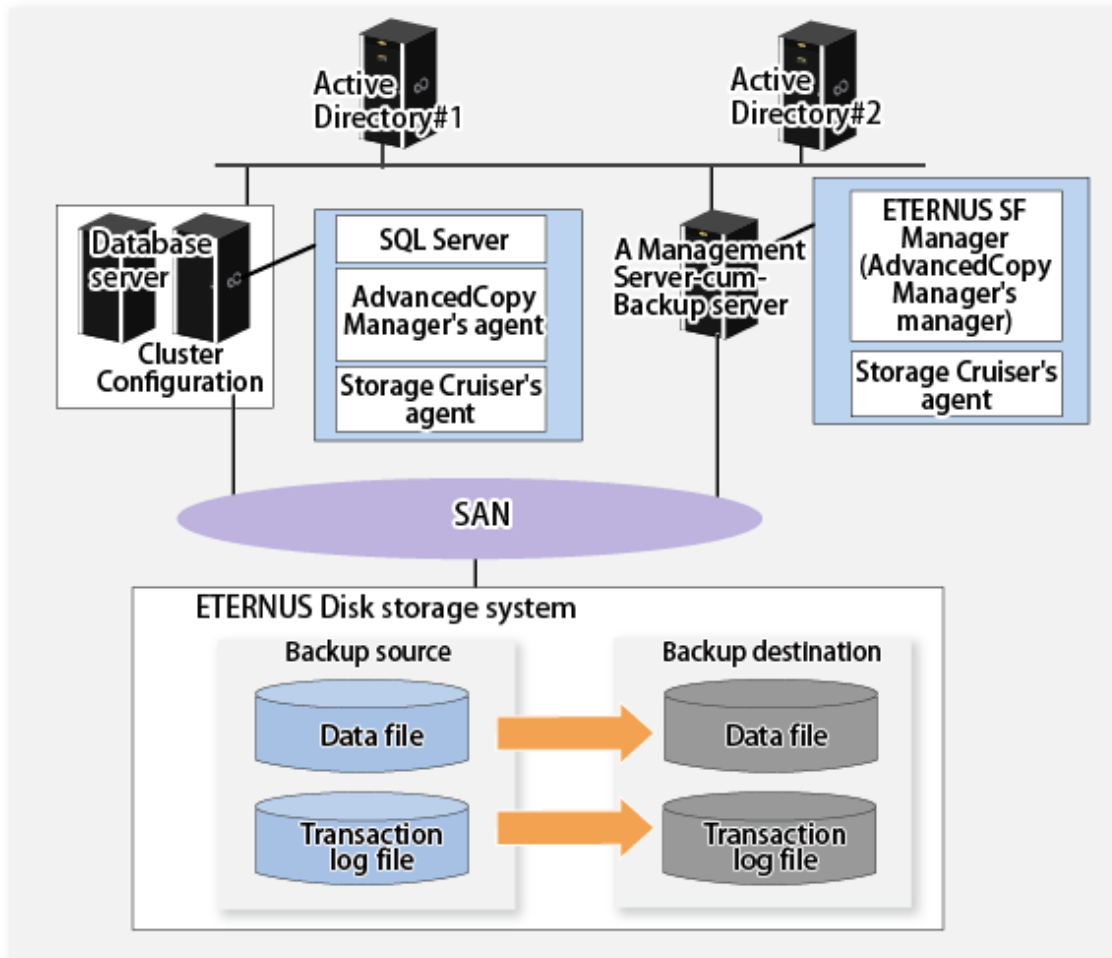 Active
Directory#1
Active
Directory#2
Database
server
Cluster
Configuration
SQL Server
AdvancedCopy
Manager's agent
Storage Cruiser's
agent
A Management
Server-cum-
Backup server
ETERNUS SF
Manager
(AdvancedCopy
Manager's
manager)
Storage Cruiser's
agent
SAN
ETERNUS Disk storage system
Backup source
Backup destination
Data file
Data file
Transaction
log file
Transaction
log file